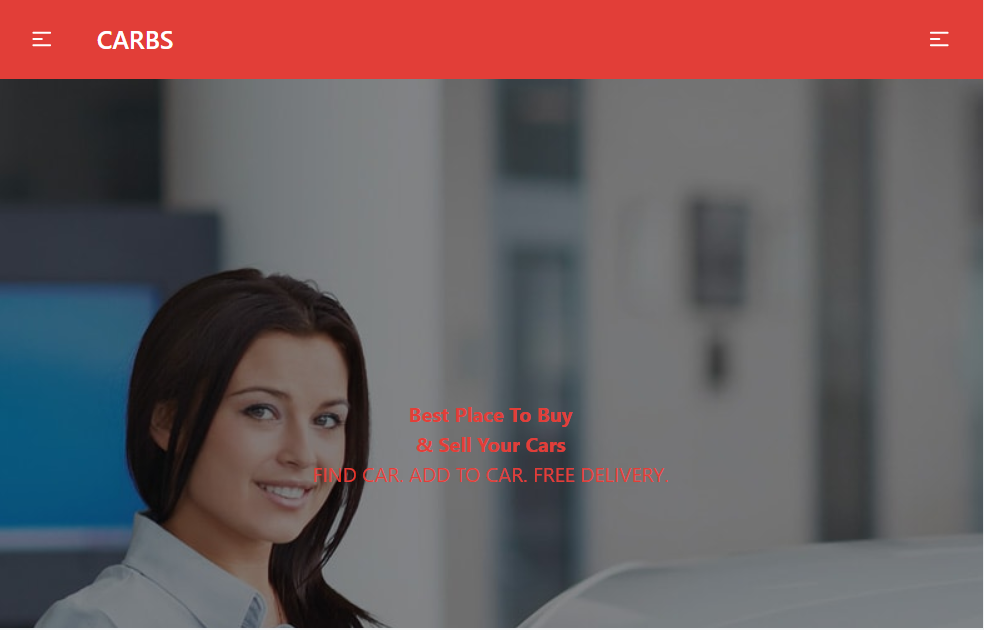 CARBS
Best Place To Buy
& Sell Your Cars
FIND CAR. ADD TO CAR. FREE DELIVERY.